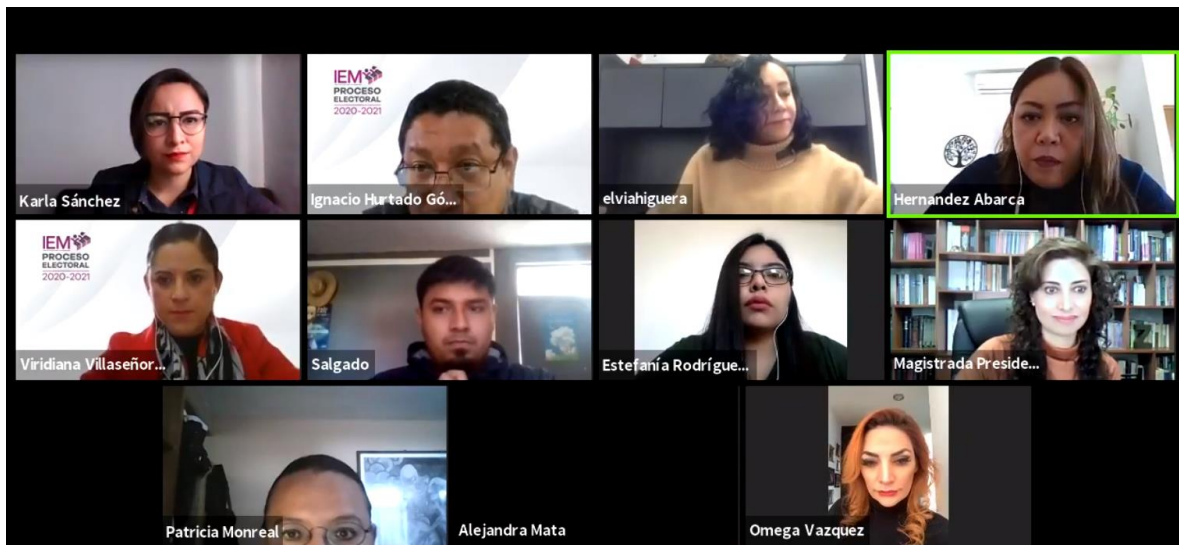 IEM
PROCESO
ELECTORAL
2020-2021
Karla Sánchez
Ignacio Hurtado Gó...
elviahiguera
Hernandez Abarca
IEM
PROCESO
ELECTORAL
2020-2021
Viridiana Villaseñor...
Salgado
Estefanía Rodrígue...
Magistrada Preside...
Patricia Monreal
Alejandra Mata
Omega Vazquez